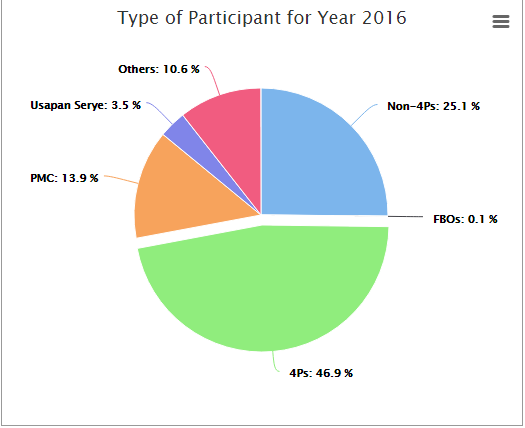 Type of Participant for Year 2016
Others: 10.6 %
Usapan Serye: 3.5 %
Non-4Ps: 25.1 %
PMC: 13.9 %
FBOs: 0.1 %
4Ps: 46.9 %